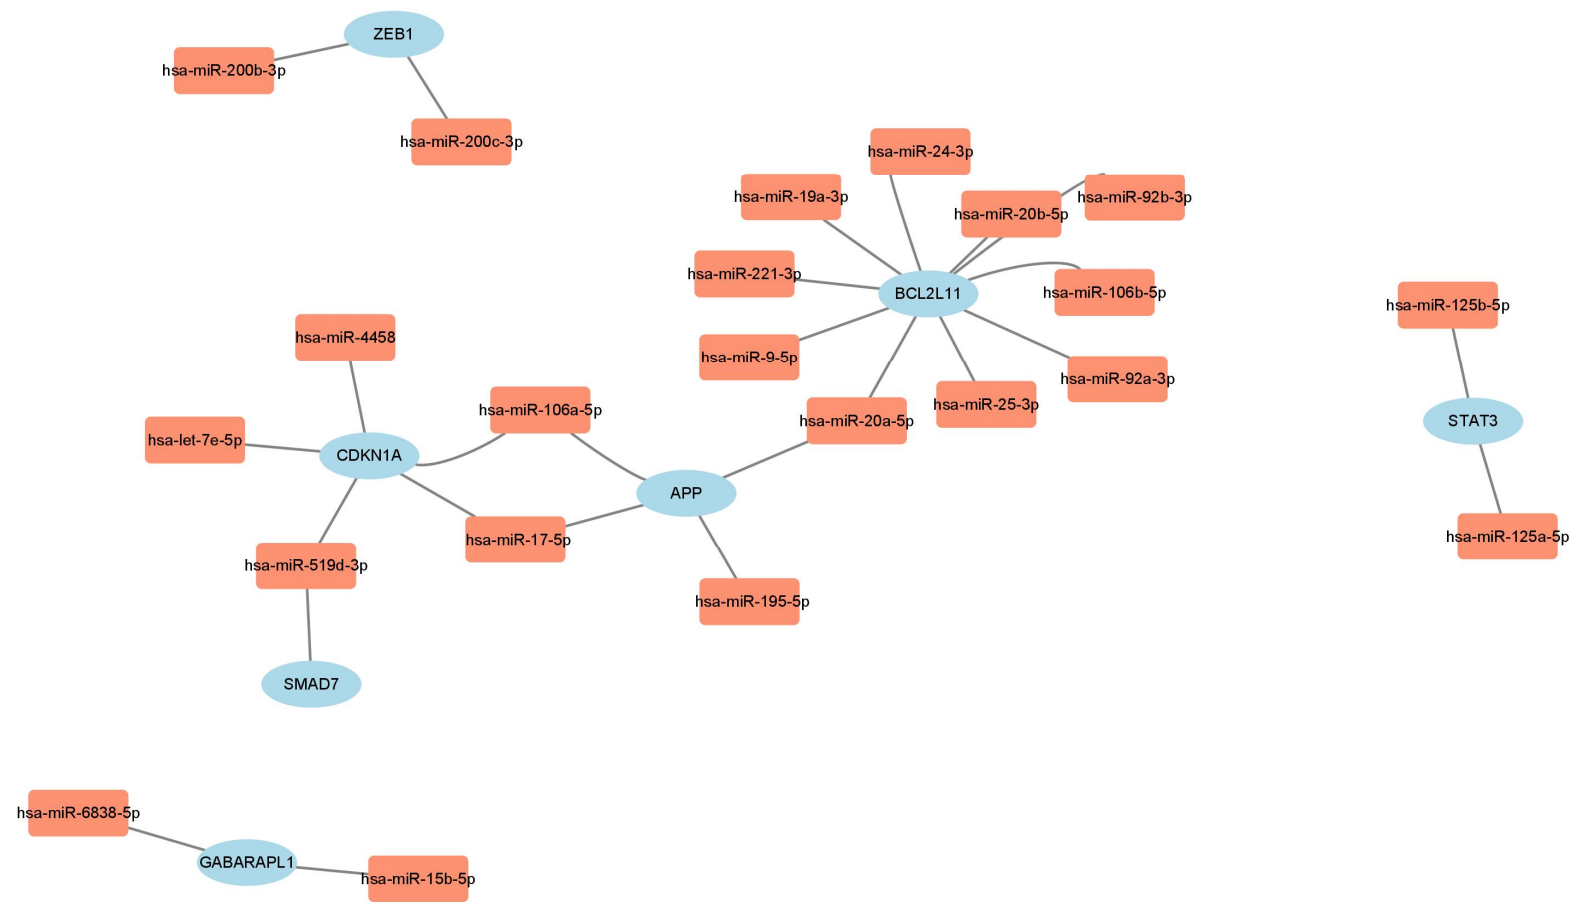 ZEB1
hsa-miR-200b-3p
hsa-miR-200c-3p
hsa-miR-24-3p
hsa-miR-19a-3p
hsa-miR-92b-3p
hsa-miR-20b-5p
hsa-miR-221-3p
BCL2L11
hsa-miR-106b-5p
hsa-miR-125b-5p
hsa-miR-4458
hsa-miR-9-5p
hsa-miR-92a-3p
hsa-miR-25-3p
hsa-miR-106a-5p
hsa-miR-20a-5p
STAT3
hsa-let-7e-5p
CDKN1A
APP
hsa-miR-125a-5p
hsa-miR-17-5p
hsa-miR-519d-3p
hsa-miR-195-5p
SMAD7
hsa-miR-6838-5p
GABARAPL1
hsa-miR-15b-5p